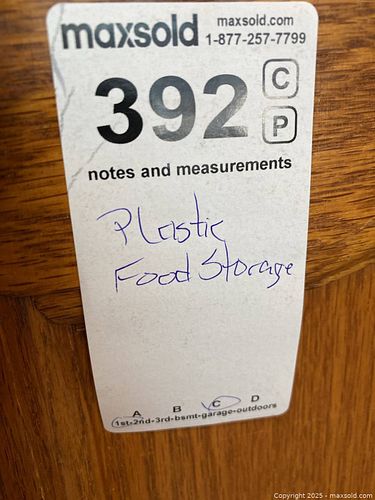 maxsold maxsold.com
1-877-257-7799
392 C
P
notes and measurements
Plastic
Food Storage
A B C D
1st-2nd-3rd-bsmt-garage-outdoors
Copyright © 2025 - maxsold.com